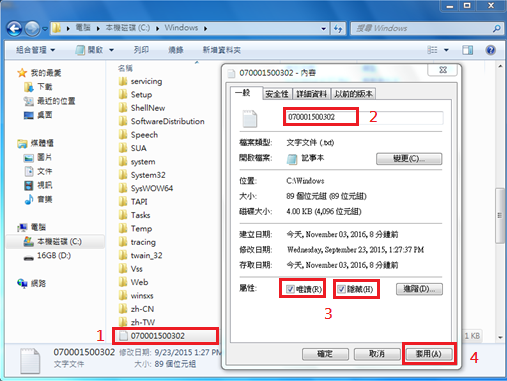 電腦 ▸ 本機磁碟 (C:) ▸ Windows ▸
搜尋 Windows
組合管理 ▼
開啟 ▼
列印
燒錄
新增資料夾
我的最愛
下載
最近的位置
桌面
媒體櫃
圖片
文件
視訊
音樂
電腦
本機磁碟 (C:)
16GB (D:)
網路
名稱
servicing
Setup
ShellNew
SoftwareDistribution
Speech
SUA
system
System32
SysWOW64
TAPI
Tasks
Temp
tracing
twain_32
Vss
Web
winsxs
zh-CN
zh-TW
1
070001500302
1 KB
070001500302 - 內容
一般
安全性
詳細資料
以前的版本
070001500302
2
檔案類型:
文字文件 (.txt)
開啟檔案:
記事本
變更(C)...
位置:
C:\Windows
大小:
89 個位元組 (89 位元組)
磁碟大小:
4.00 KB (4,096 位元組)
建立日期:
今天, November 03, 2016, 8 分鐘前
修改日期:
Wednesday, September 23, 2015, 1:27:37 PM
存取日期:
今天, November 03, 2016, 8 分鐘前
屬性:
唯讀(R)
隱藏(H)
進階(D)...
3
確定
取消
套用(A)
4
070001500302
修改日期: 9/23/2015 1:27 PM
文字文件
大小: 89 個位元組